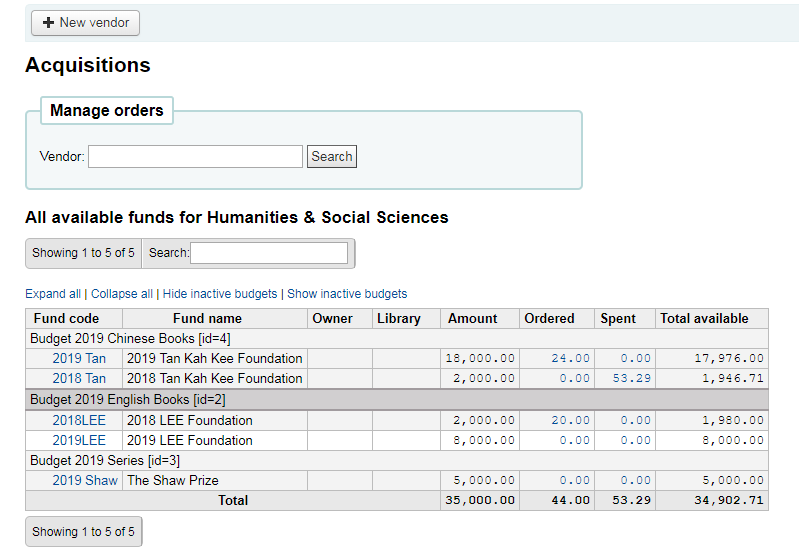 + New vendor
Acquisitions
Manage orders
Vendor: Search
All available funds for Humanities & Social Sciences
Showing 1 to 5 of 5 Search:
Expand all | Collapse all | Hide inactive budgets | Show inactive budgets
Fund code Fund name Owner Library Amount Ordered Spent Total available
Budget 2019 Chinese Books [id=4]
2019 Tan 2019 Tan Kah Kee Foundation 18,000.00 24.00 0.00 17,976.00
2018 Tan 2018 Tan Kah Kee Foundation 2,000.00 0.00 53.29 1,946.71
Budget 2019 English Books [id=2]
2018LEE 2018 LEE Foundation 2,000.00 20.00 0.00 1,980.00
2019LEE 2019 LEE Foundation 8,000.00 0.00 0.00 8,000.00
Budget 2019 Series [id=3]
2019 Shaw The Shaw Prize 5,000.00 0.00 0.00 5,000.00
Total 35,000.00 44.00 53.29 34,902.71
Showing 1 to 5 of 5